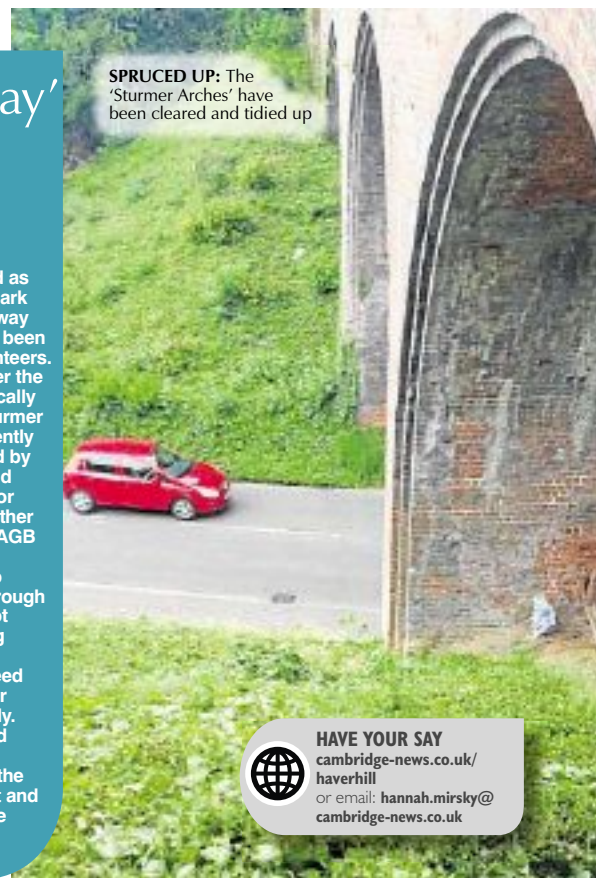 ay’
SPRUCED UP: The
‘Sturmer Arches’ have
been cleared and tidied up
l as
ark
way
been
nteers.
er the
cally
urmer
ently
d by
d
or
ther
AGB
o
rough
ot
g
eed
r
ly.
d
the
t and
e
HAVE YOUR SAY
cambridge-news.co.uk/
haverhill
or email: hannah.mirsky@
cambridge-news.co.uk